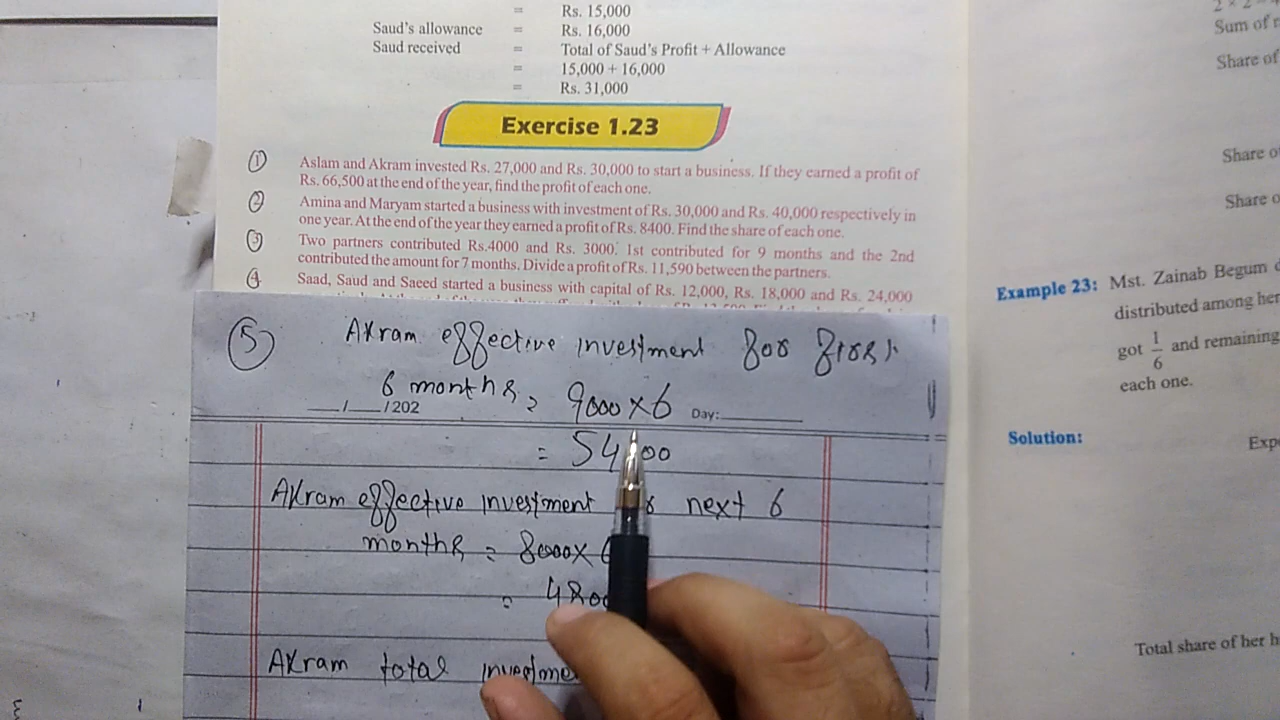 = Rs. 15,000
Saud's allowance = Rs. 16,000
Saud received = Total of Saud's Profit + Allowance
= 15,000 + 16,000
= Rs. 31,000
Exercise 1.23
① Aslam and Akram invested Rs. 27,000 and Rs. 30,000 to start a business. If they earned a profit of
Rs. 66,500 at the end of the year, find the profit of each one.
② Amina and Maryam started a business with investment of Rs. 30,000 and Rs. 40,000 respectively in
one year. At the end of the year they earned a profit of Rs. 8400. Find the share of each one.
③ Two partners contributed Rs.4000 and Rs. 3000. 1st contributed for 9 months and the 2nd
contributed the amount for 7 months. Divide a profit of Rs. 11,590 between the partners.
④ Saad, Saud and Saeed started a business with capital of Rs. 12,000, Rs. 18,000 and Rs. 24,000
⑤ Akram effective investment for first
6 months = 9000×6
__/__/202 Day:
= 54 00
Akram effective investment next 6
months = 8000×
= 480
Akram total
Sum of
Share of
Share
Share
Example 23: Mst. Zainab Begum
distributed among her
got 1/6 and remaining
each one.
Solution:
Total share of her